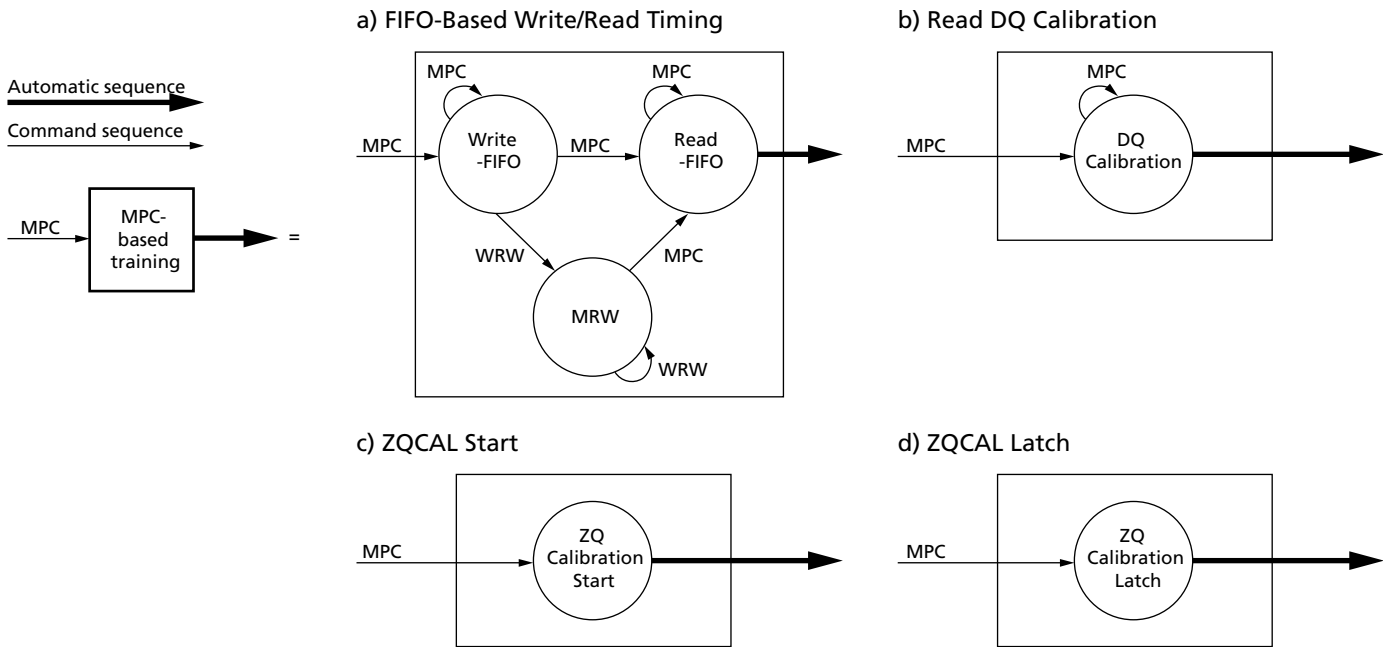 a) FIFO-Based Write/Read Timing
b) Read DQ Calibration
Automatic sequence
Command sequence
MPC
MPC-
based
training
=
MPC
MPC
MPC
Write
-FIFO
MPC
Read
-FIFO
MPC
WRW
MPC
MRW
WRW
MPC
MPC
DQ
Calibration
c) ZQCAL Start
d) ZQCAL Latch
MPC
ZQ
Calibration
Start
MPC
ZQ
Calibration
Latch